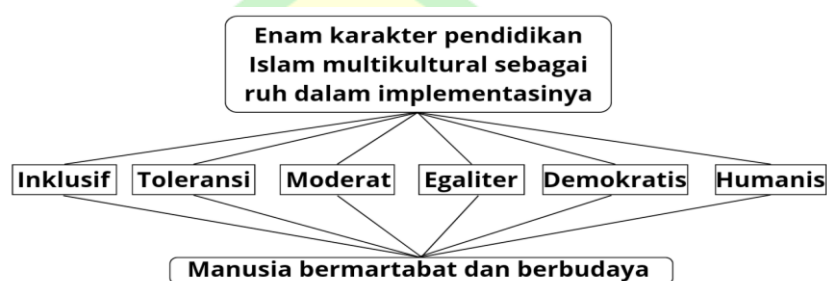 Enam karakter pendidikan
Islam multikultural sebagai
ruh dalam implementasinya
Inklusif Toleransi Moderat Egaliter Demokratis Humanis
Manusia bermartabat dan berbudaya